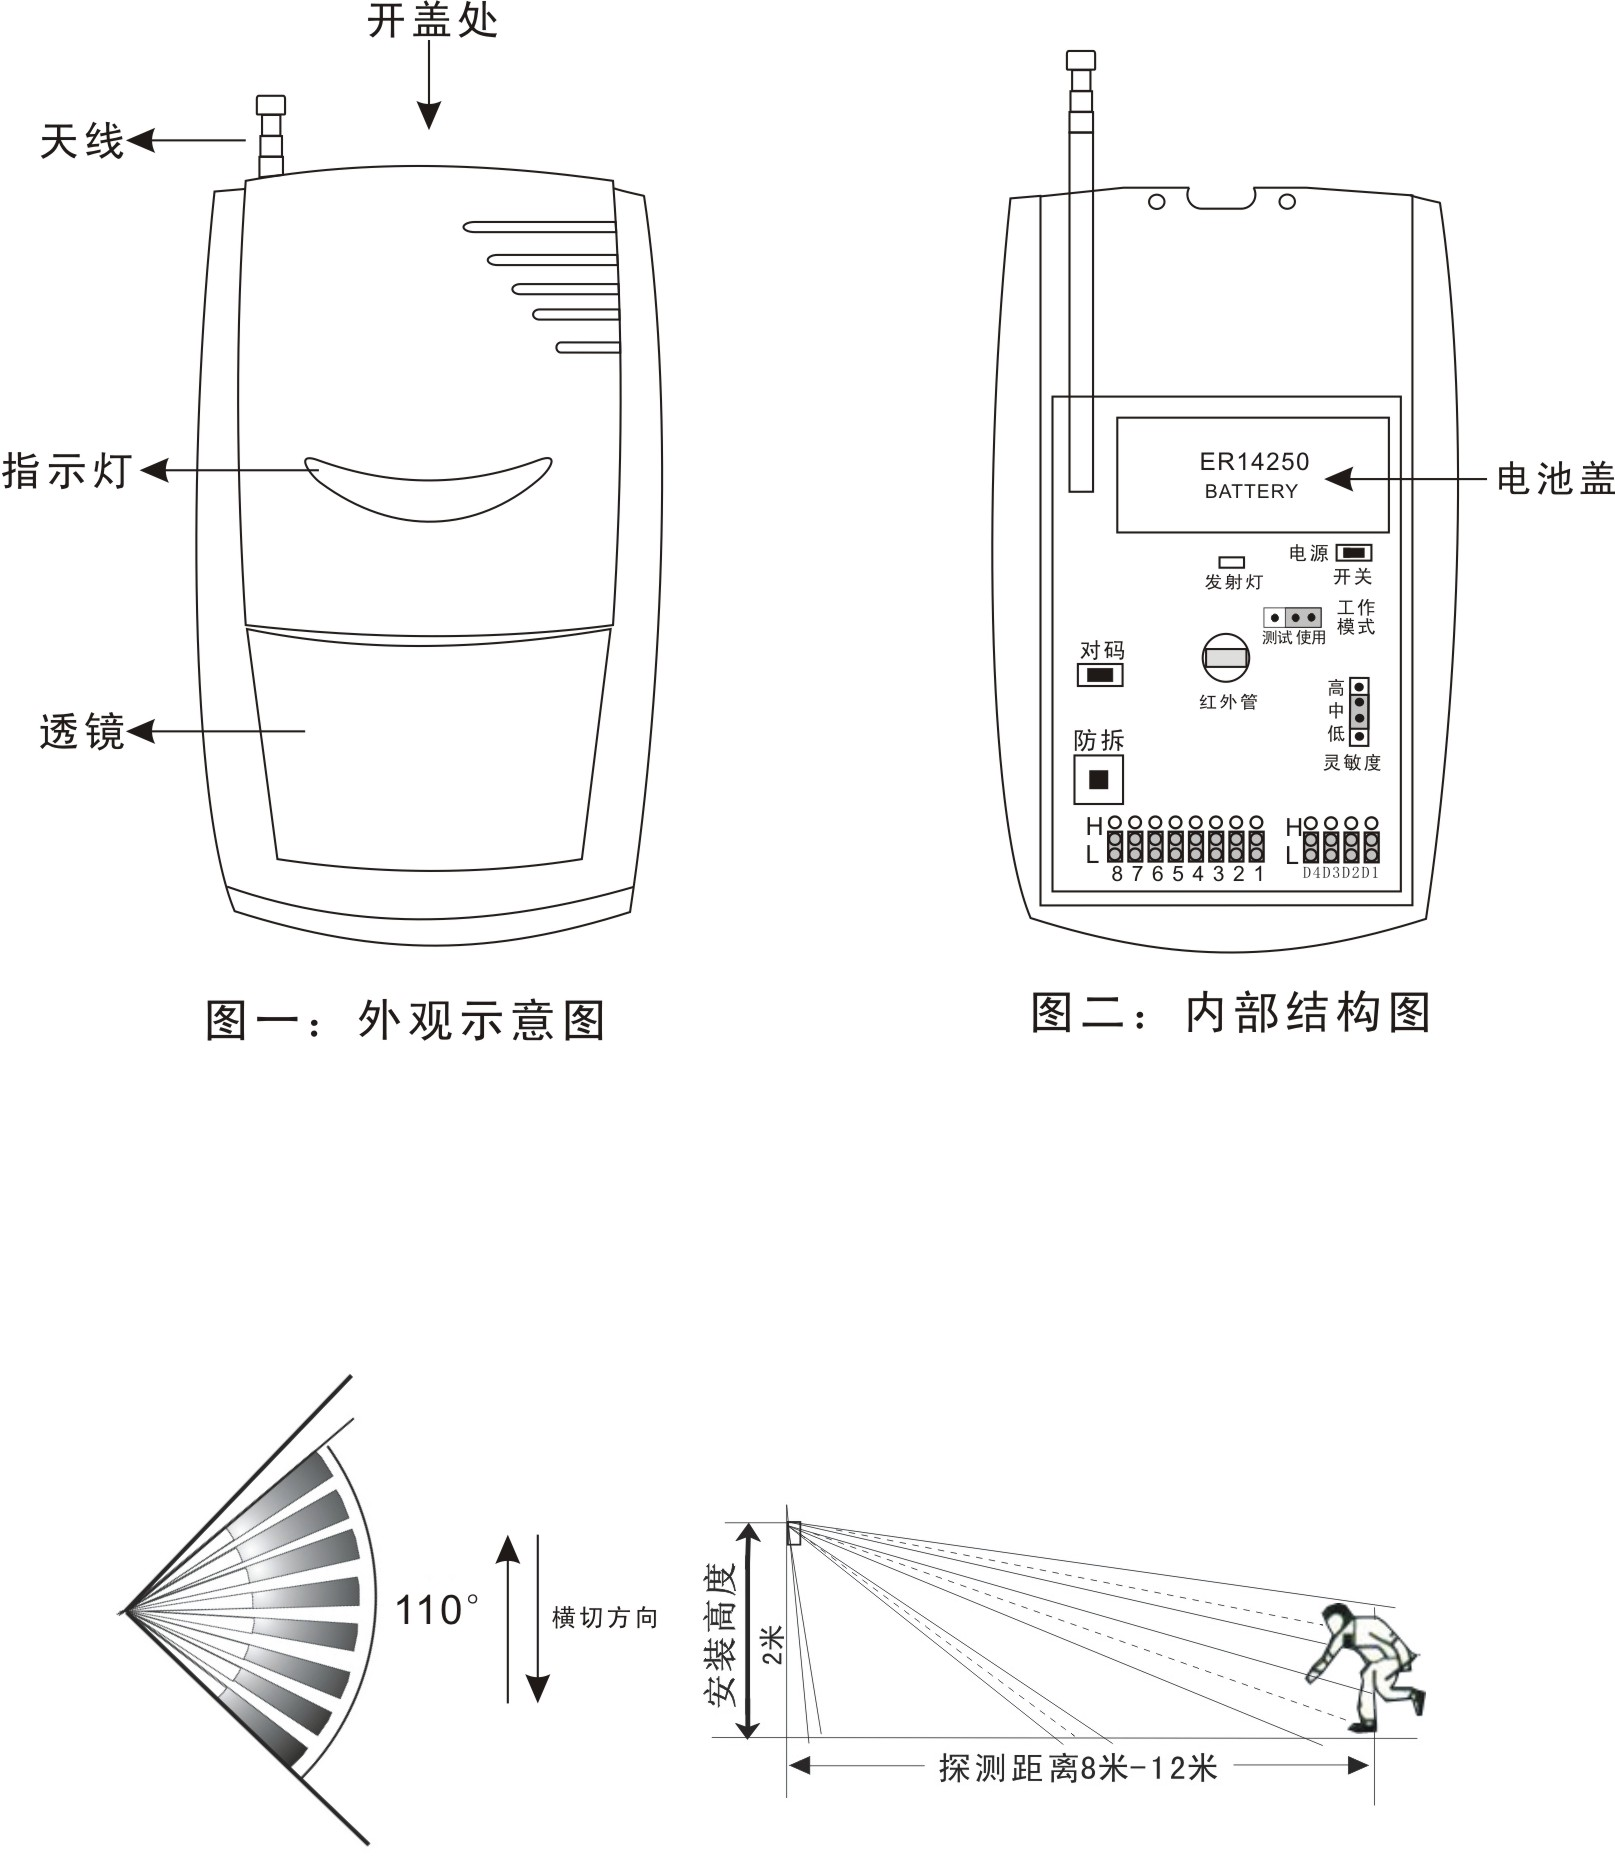 开盖处
天线
指示灯
透镜
图一：外观示意图
ER14250
BATTERY
电池盖
电源
开关
发射灯
工作
模式
测试 使用
对码
红外管
高
中
低
灵敏度
防拆
H
L
8 7 6 5 4 3 2 1
H
L
D4D3D2D1
图二：内部结构图
110°
横切方向
安装高度
2米
探测距离8米-12米